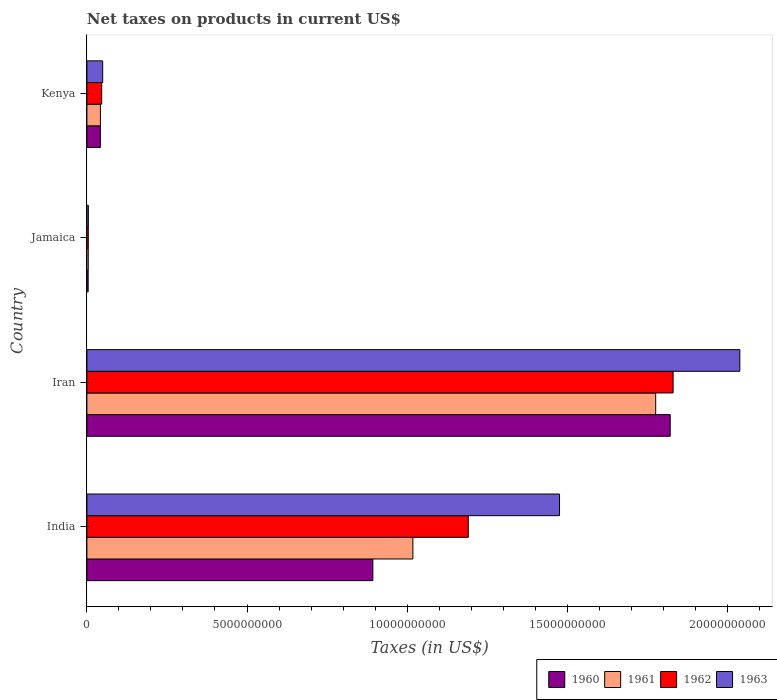 Net taxes on products in current US$
Kenya
Jamaica
Iran
India
Country
0
5000000000
10000000000
15000000000
20000000000
Taxes (in US$)
1960
1961
1962
1963